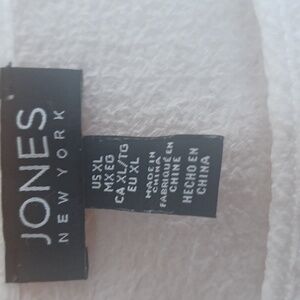 JONES
NEW YORK
US XL
MX EG
CA XL/TG
EU XL
MADE IN
CHINA
FABRIQUÉ EN
CHINE
HECHO EN
CHINA